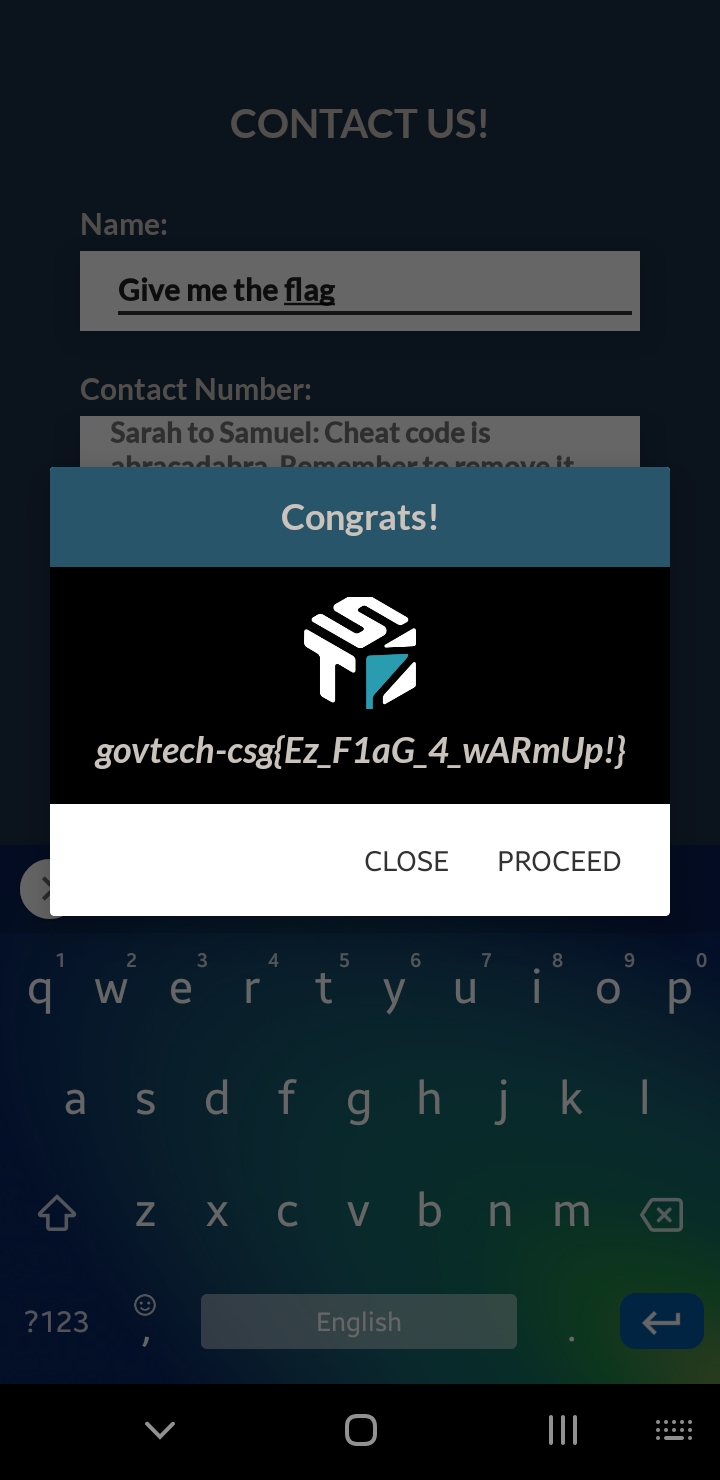 CONTACT US!
Name:
Give me the flag
Contact Number:
Sarah to Samuel: Cheat code is
abracadabra. Remember to remove it
Congrats!
govtech-csg{Ez_F1aG_4_wARmUp!}
CLOSE PROCEED
1 2 3 4 5 6 7 8 9 0
q w e r t y u i o p
a s d f g h j k l
z x c v b n m
?123 , English .